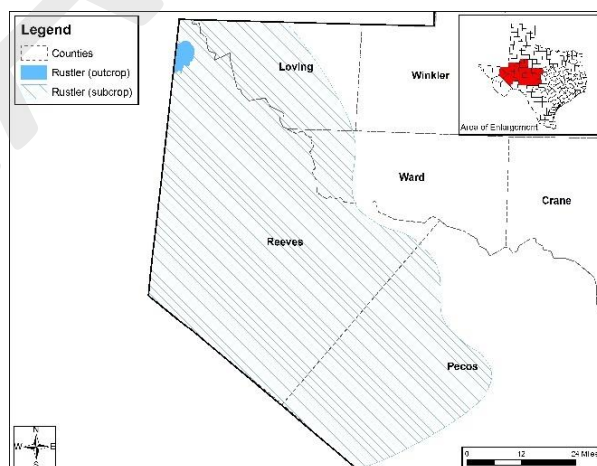 Legend
Counties
Rustler (outcrop)
Rustler (subcrop)
Loving
Winkler
Area of Enlargement
Ward
Crane
Reeves
Pecos
N
W E
S
0 12 24 Miles